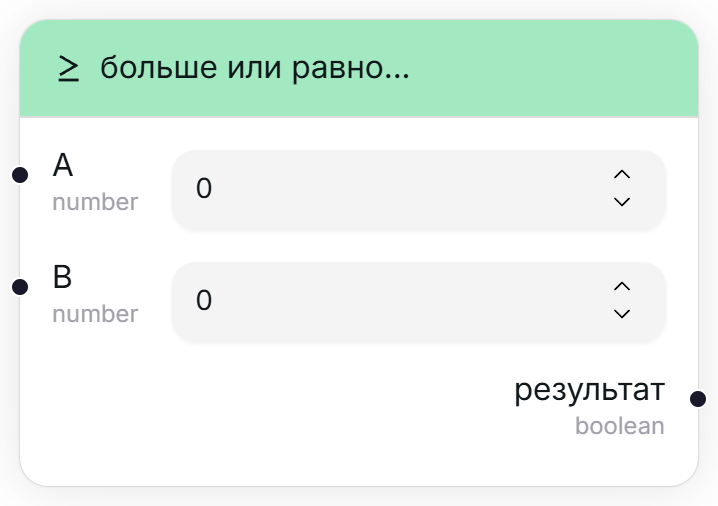 ≥ больше или равно...
A
number
0
B
number
0
результат
boolean